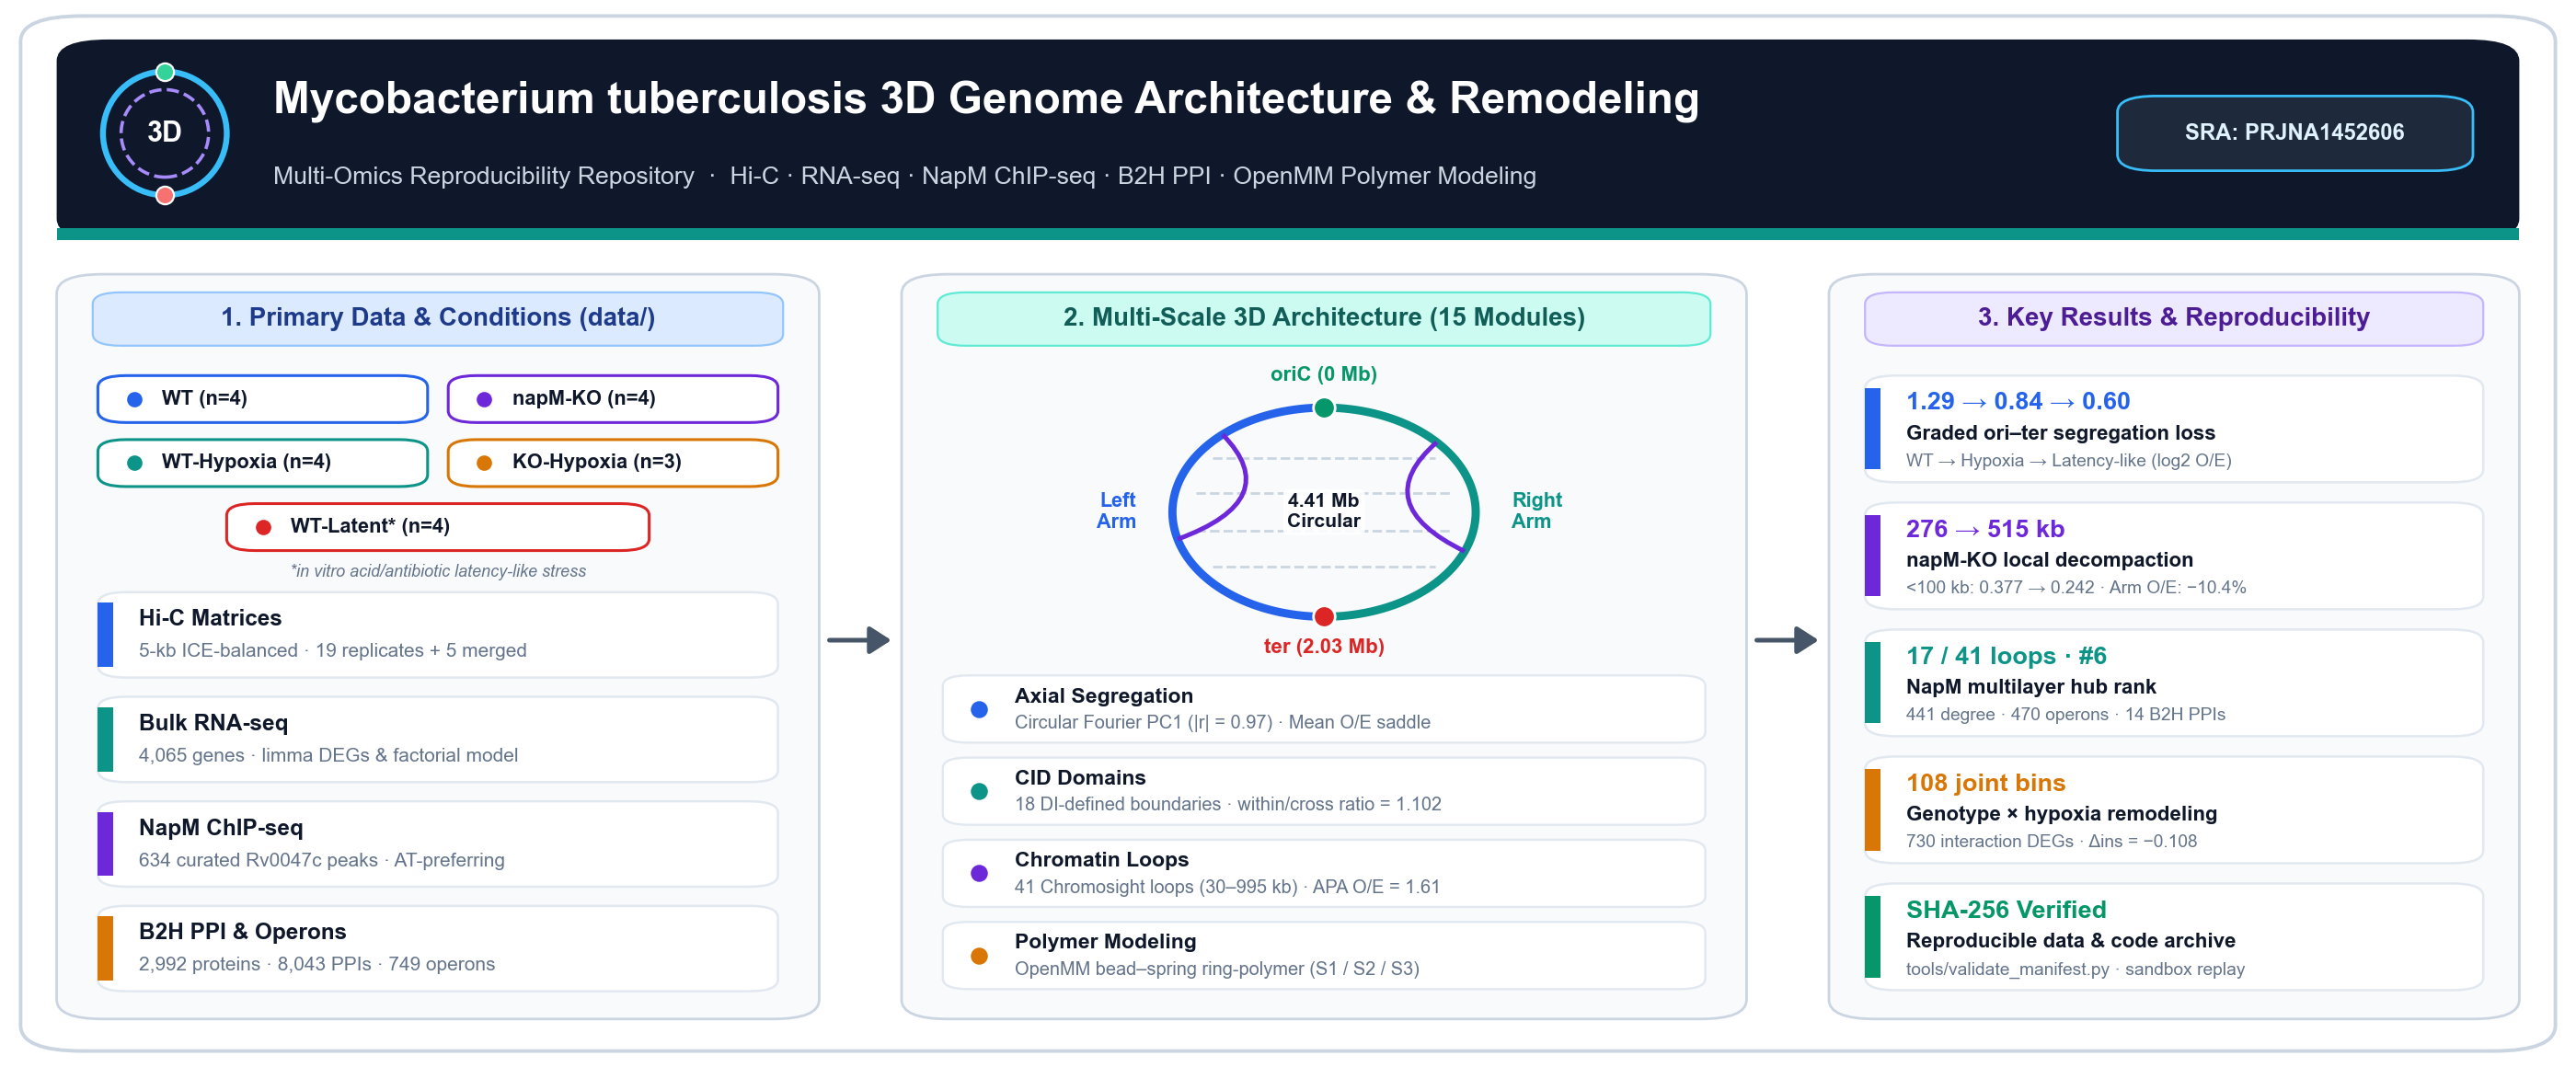 3D
Mycobacterium tuberculosis 3D Genome Architecture & Remodeling
Multi-Omics Reproducibility Repository · Hi-C · RNA-seq · NapM ChIP-seq · B2H PPI · OpenMM Polymer Modeling
SRA: PRJNA1452606
1. Primary Data & Conditions (data/)
WT (n=4)
napM-KO (n=4)
WT-Hypoxia (n=4)
KO-Hypoxia (n=3)
WT-Latent* (n=4)
*in vitro acid/antibiotic latency-like stress
Hi-C Matrices
5-kb ICE-balanced · 19 replicates + 5 merged
Bulk RNA-seq
4,065 genes · limma DEGs & factorial model
NapM ChIP-seq
634 curated Rv0047c peaks · AT-preferring
B2H PPI & Operons
2,992 proteins · 8,043 PPIs · 749 operons
2. Multi-Scale 3D Architecture (15 Modules)
oriC (0 Mb)
Left
Arm
4.41 Mb
Circular
Right
Arm
ter (2.03 Mb)
Axial Segregation
Circular Fourier PC1 (|r| = 0.97) · Mean O/E saddle
CID Domains
18 DI-defined boundaries · within/cross ratio = 1.102
Chromatin Loops
41 Chromosight loops (30–995 kb) · APA O/E = 1.61
Polymer Modeling
OpenMM bead–spring ring-polymer (S1 / S2 / S3)
3. Key Results & Reproducibility
1.29 → 0.84 → 0.60
Graded ori–ter segregation loss
WT → Hypoxia → Latency-like (log2 O/E)
276 → 515 kb
napM-KO local decompaction
<100 kb: 0.377 → 0.242 · Arm O/E: −10.4%
17 / 41 loops · #6
NapM multilayer hub rank
441 degree · 470 operons · 14 B2H PPIs
108 joint bins
Genotype × hypoxia remodeling
730 interaction DEGs · Δins = −0.108
SHA-256 Verified
Reproducible data & code archive
tools/validate_manifest.py · sandbox replay